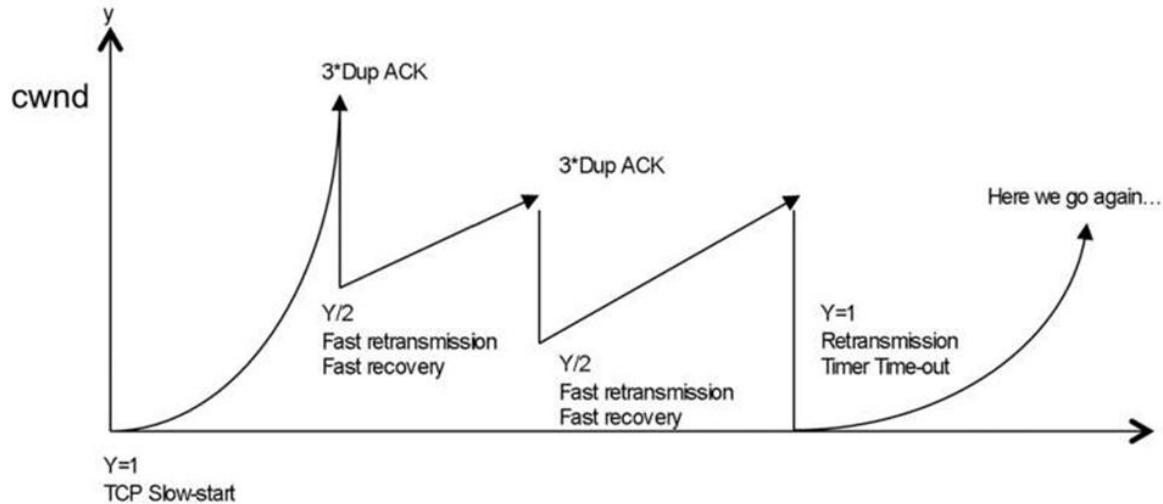 y
cwnd
3*Dup ACK
3*Dup ACK
Here we go again...
Y/2
Fast retransmission
Fast recovery
Y/2
Fast retransmission
Fast recovery
Y=1
Retransmission
Timer Time-out
Y=1
TCP Slow-start